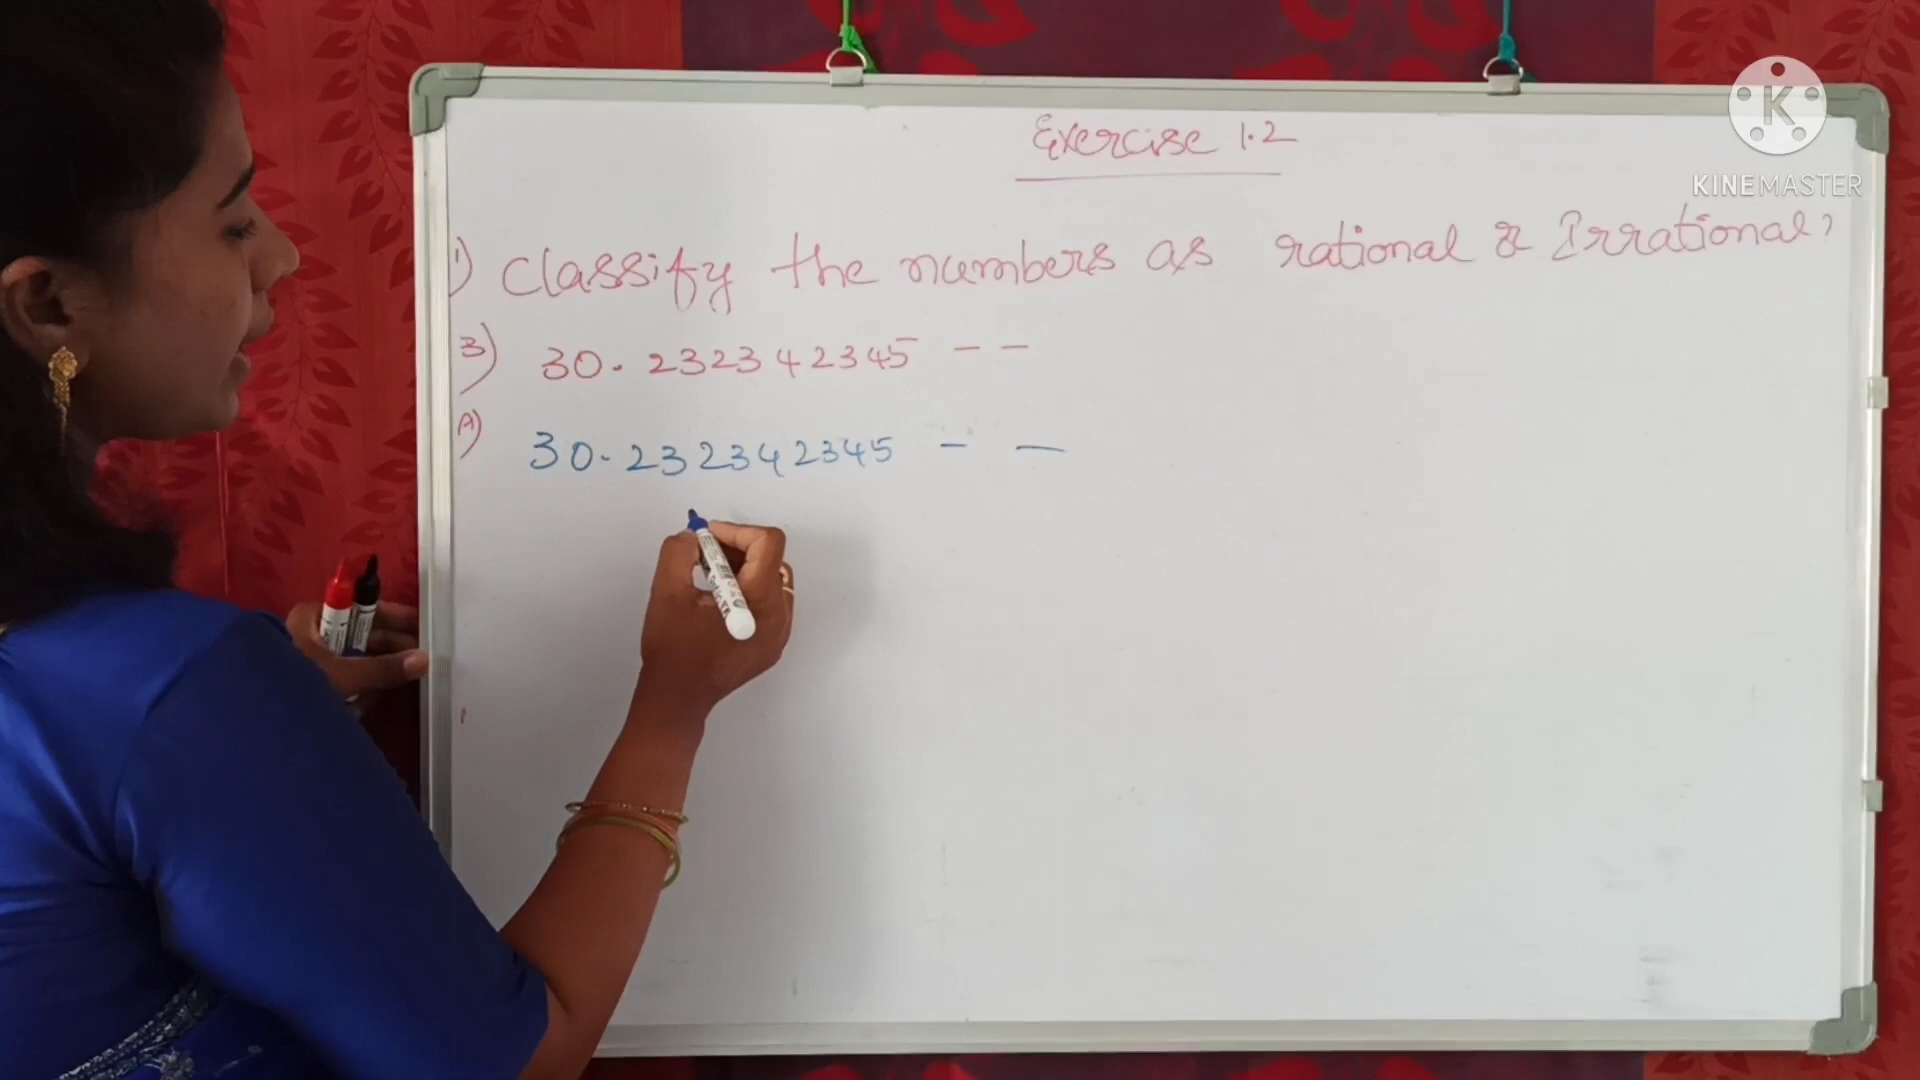 Exercise 1.2
1) Classify the numbers as rational & Irrational?
3) 30.232342345 - -
A) 30.232342345 - -
K
KINEMASTER